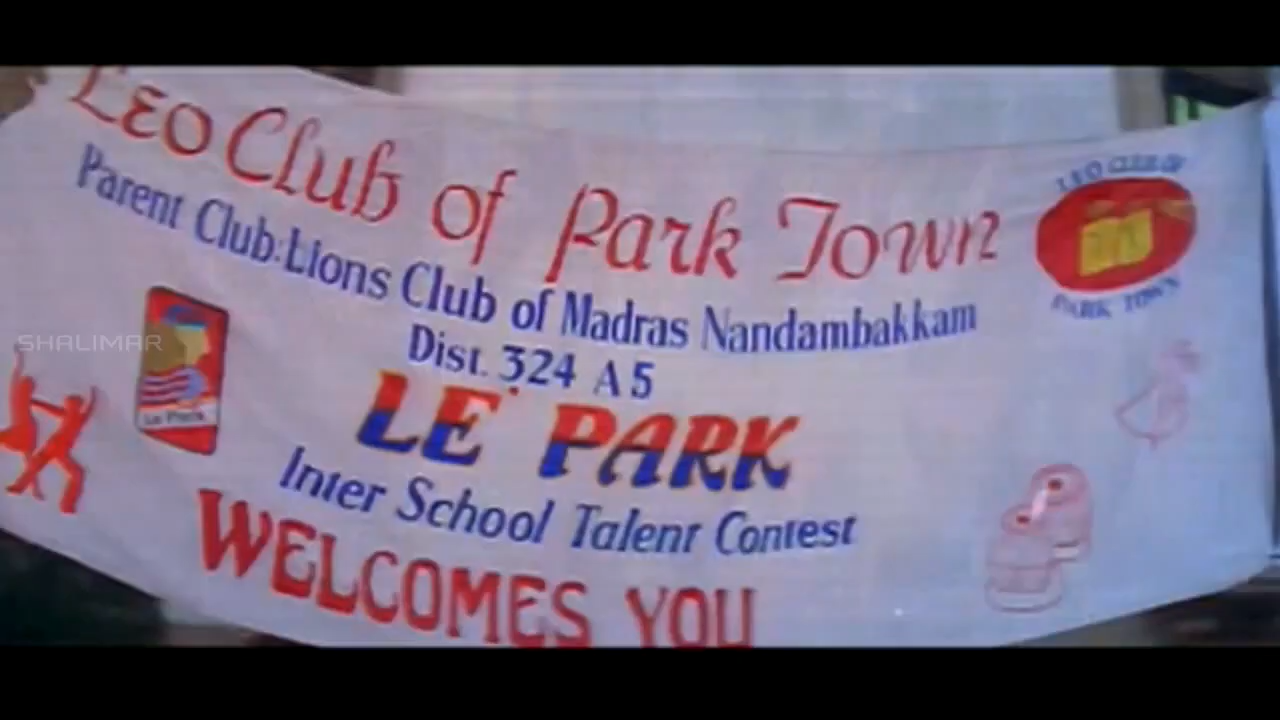 Leo Club of Park Town
Parent Club:Lions Club of Madras Nandambakkam
Dist. 324 A5
LE' PARK
Inter School Talent Contest
WELCOMES YOU
LEO CLUB OF
PARK TOWN
Le Park
SHALIMAR